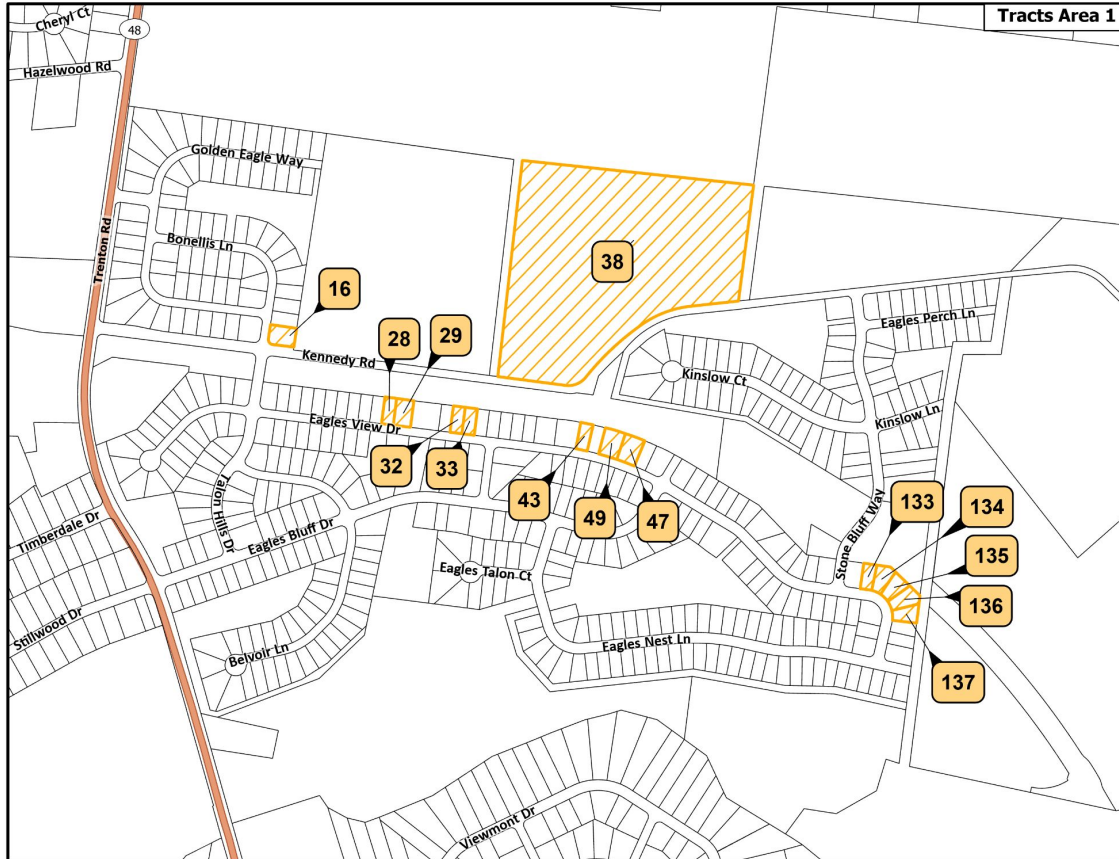 Tracts Area 1
Cheryl Ct
48
Hazelwood Rd
Golden Eagle Way
Trenton Rd
Bonellis Ln
38
16
Eagles Perch Ln
28
29
Kennedy Rd
Kinslow Ct
Kinslow Ln
Eagles View Dr
32
33
43
49
47
Talon Hills Dr
Timberdale Dr
Eagles Bluff Dr
Stone Bluff Way
133
134
135
136
137
Eagles Talon Ct
Stillwood Dr
Belvoir Ln
Eagles Nest Ln
Viewmont Dr